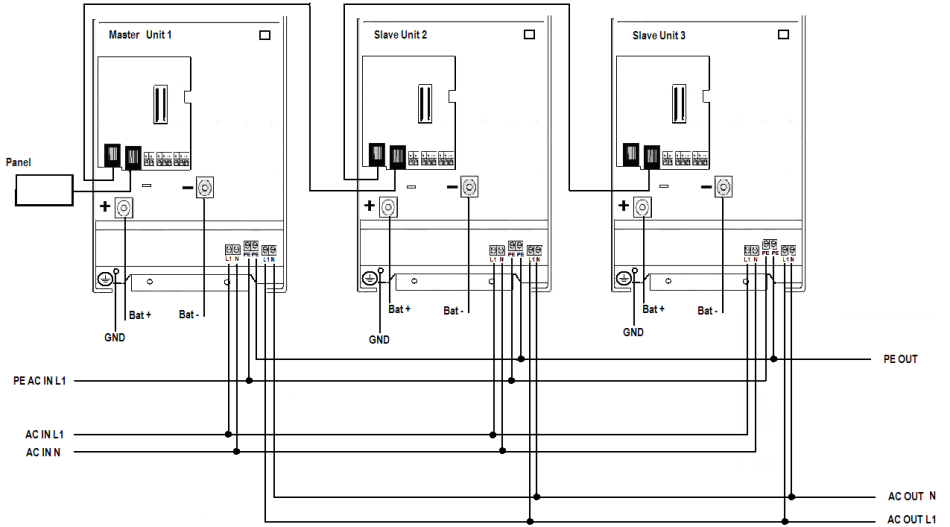 Master Unit 1
Slave Unit 2
Slave Unit 3
Panel
+ − + − + −
L1 N PE PE L1 N
L1 N PE PE L1 N
L1 N PE PE L1 N
Bat + Bat -
Bat + Bat -
Bat + Bat -
GND
GND
GND
PE OUT
PE AC IN L1
AC IN L1
AC IN N
AC OUT N
AC OUT L1